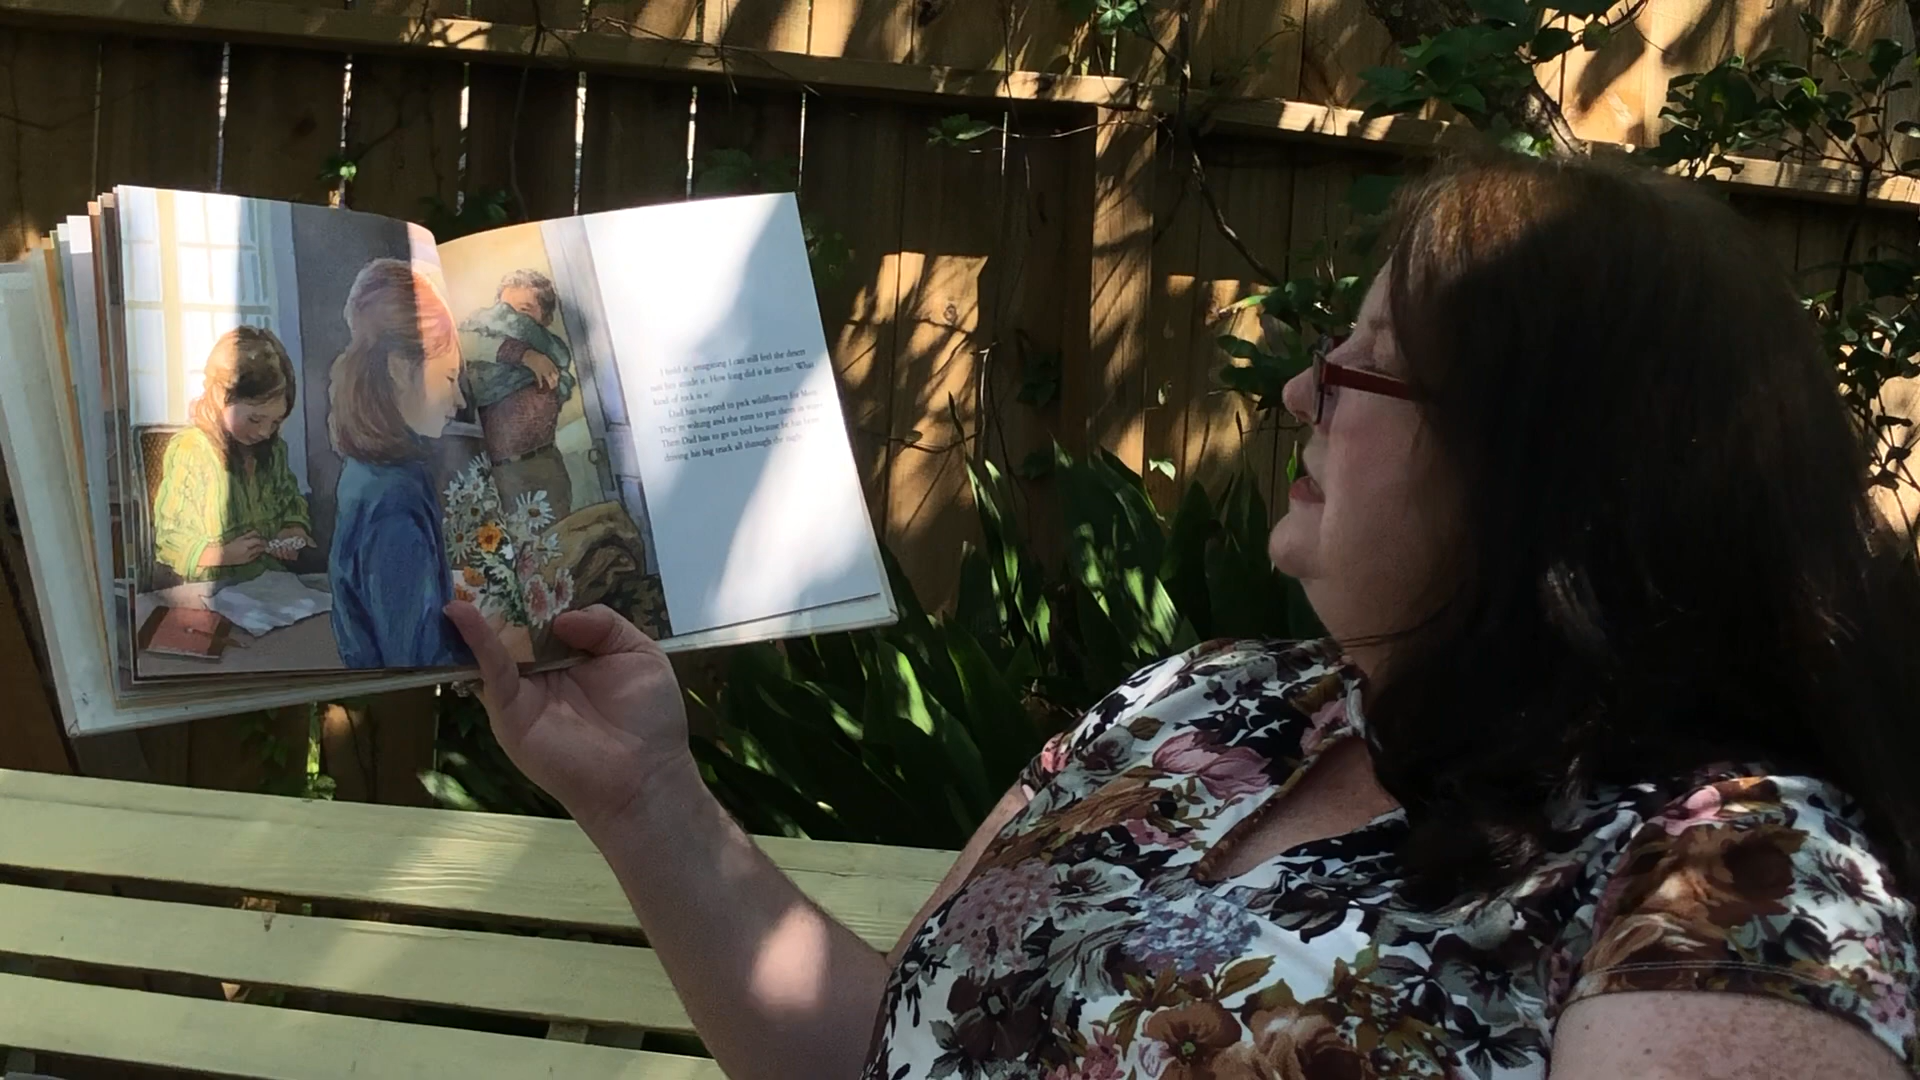 I hold it, imagining I can still feel the desert
sun hot inside it. How long did it lie there? What
kind of rock is it?
Dad has stopped to pick wildflowers for Mom.
They're wilting and she runs to put them in water.
Then Dad has to go to bed because he has been
driving his big truck all through the night.